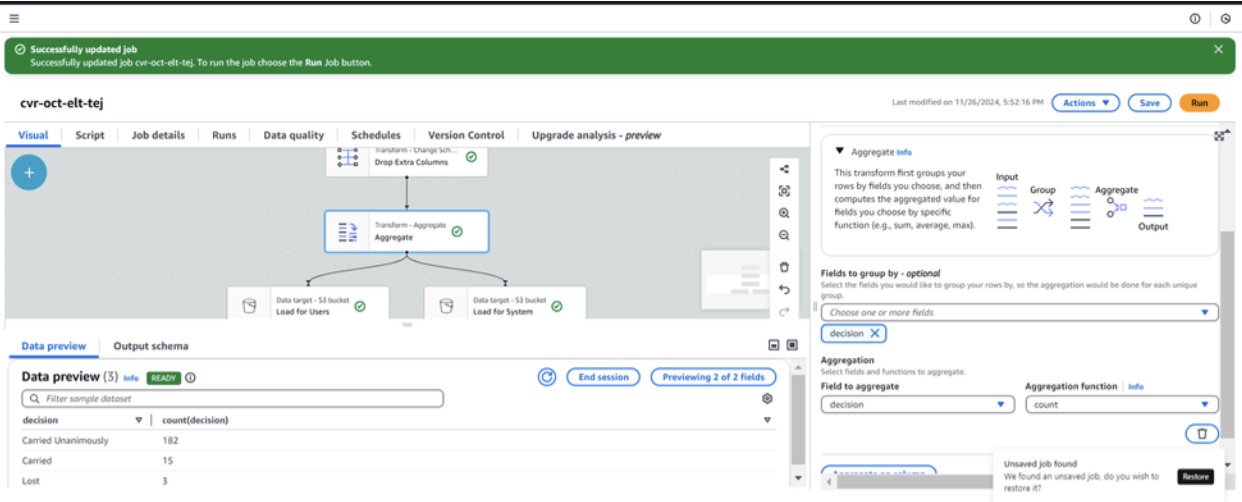 Successfully updated job
Successfully updated job cvr-oct-elt-tej. To run the job choose the Run Job button.
cvr-oct-elt-tej
Last modified on 11/26/2024, 5:52:16 PM
Actions
Save
Run
Visual
Script
Job details
Runs
Data quality
Schedules
Version Control
Upgrade analysis - preview
Transform - Change Sch...
Drop Extra Columns
Transform - Aggregate
Aggregate
Data target - S3 bucket
Load for Users
Data target - S3 bucket
Load for System
Data preview
Output schema
Data preview (3) Info READY
End session
Previewing 2 of 2 fields
Filter sample dataset
decision
count(decision)
Carried Unanimously 182
Carried 15
Lost 3
Aggregate Info
This transform first groups your
rows by fields you choose, and then
computes the aggregated value for
fields you choose by specific
function (e.g., sum, average, max).
Input
Group
Aggregate
Output
Fields to group by - optional
Select the fields you would like to group your rows by, so the aggregation would be done for each unique
group.
Choose one or more fields
decision
Aggregation
Select fields and functions to aggregate.
Field to aggregate
Aggregation function Info
decision
count
Unsaved job found
We found an unsaved job, do you wish to
restore it?
Restore